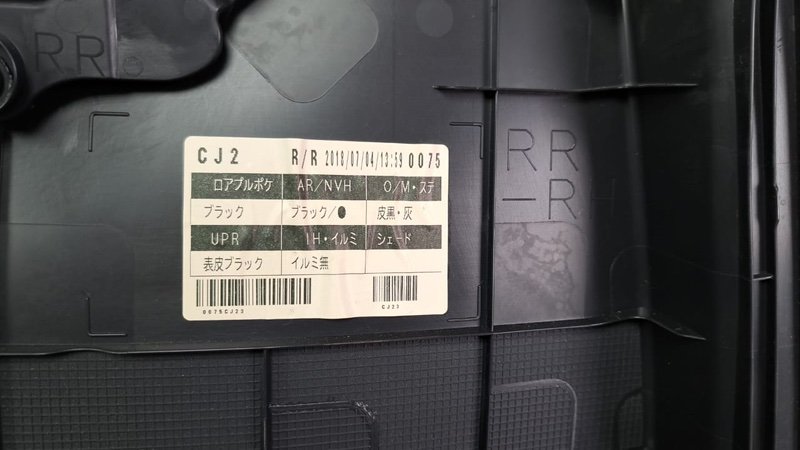 RR
CJ2 R/R 2018/07/04/13:59 0075
ロアプルポケ AR/NVH O/M・ステ
ブラック ブラック/● 皮黒・灰
UPR IH・イルミ シェード
表皮ブラック イルミ無
0075CJ23 CJ23
RR
-RH